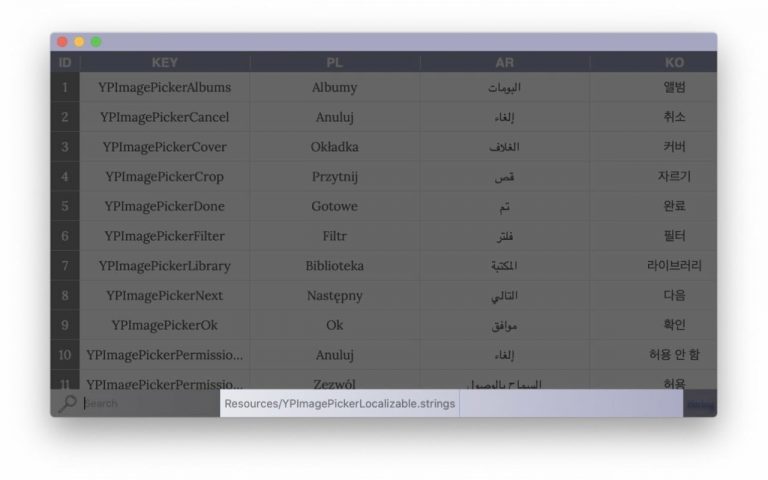 ID KEY PL AR KO
1 YPImagePickerAlbums Albumy البومات 앨범
2 YPImagePickerCancel Anuluj إلغاء 취소
3 YPImagePickerCover Okładka الغلاف 커버
4 YPImagePickerCrop Przytnij قص 자르기
5 YPImagePickerDone Gotowe تم 완료
6 YPImagePickerFilter Filtr فلتر 필터
7 YPImagePickerLibrary Biblioteka المكتبة 라이브러리
8 YPImagePickerNext Następny التالي 다음
9 YPImagePickerOk Ok موافق 확인
10 YPImagePickerPermissio... Anuluj إلغاء 허용 안 함
11 YPImagePickerPermissio... Zezwól السماح بالوصول 허용
Search Resources/YPImagePickerLocalizable.strings